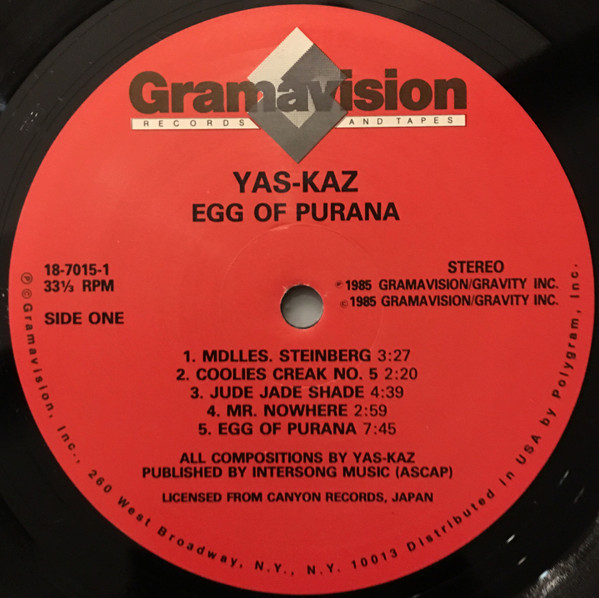 Gramavision
RECORDS AND TAPES
YAS-KAZ
EGG OF PURANA
18-7015-1
33⅓ RPM
SIDE ONE
STEREO
℗1985 GRAMAVISION/GRAVITY INC.
©1985 GRAMAVISION/GRAVITY INC.
1. MDLLES. STEINBERG 3:27
2. COOLIES CREAK NO. 5 2:20
3. JUDE JADE SHADE 4:39
4. MR. NOWHERE 2:59
5. EGG OF PURANA 7:45
ALL COMPOSITIONS BY YAS-KAZ
PUBLISHED BY INTERSONG MUSIC (ASCAP)
LICENSED FROM CANYON RECORDS, JAPAN
℗©Gramavision, Inc., 260 West Broadway, N.Y., N.Y. 10013 Distributed in USA by Polygram, Inc.